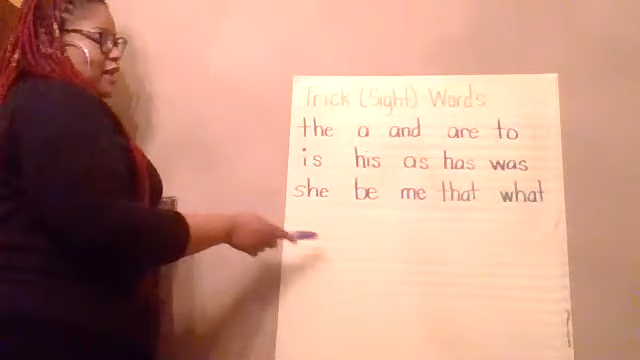 Trick (Sight) Words
the a and are to
is his as has was
she be me that what